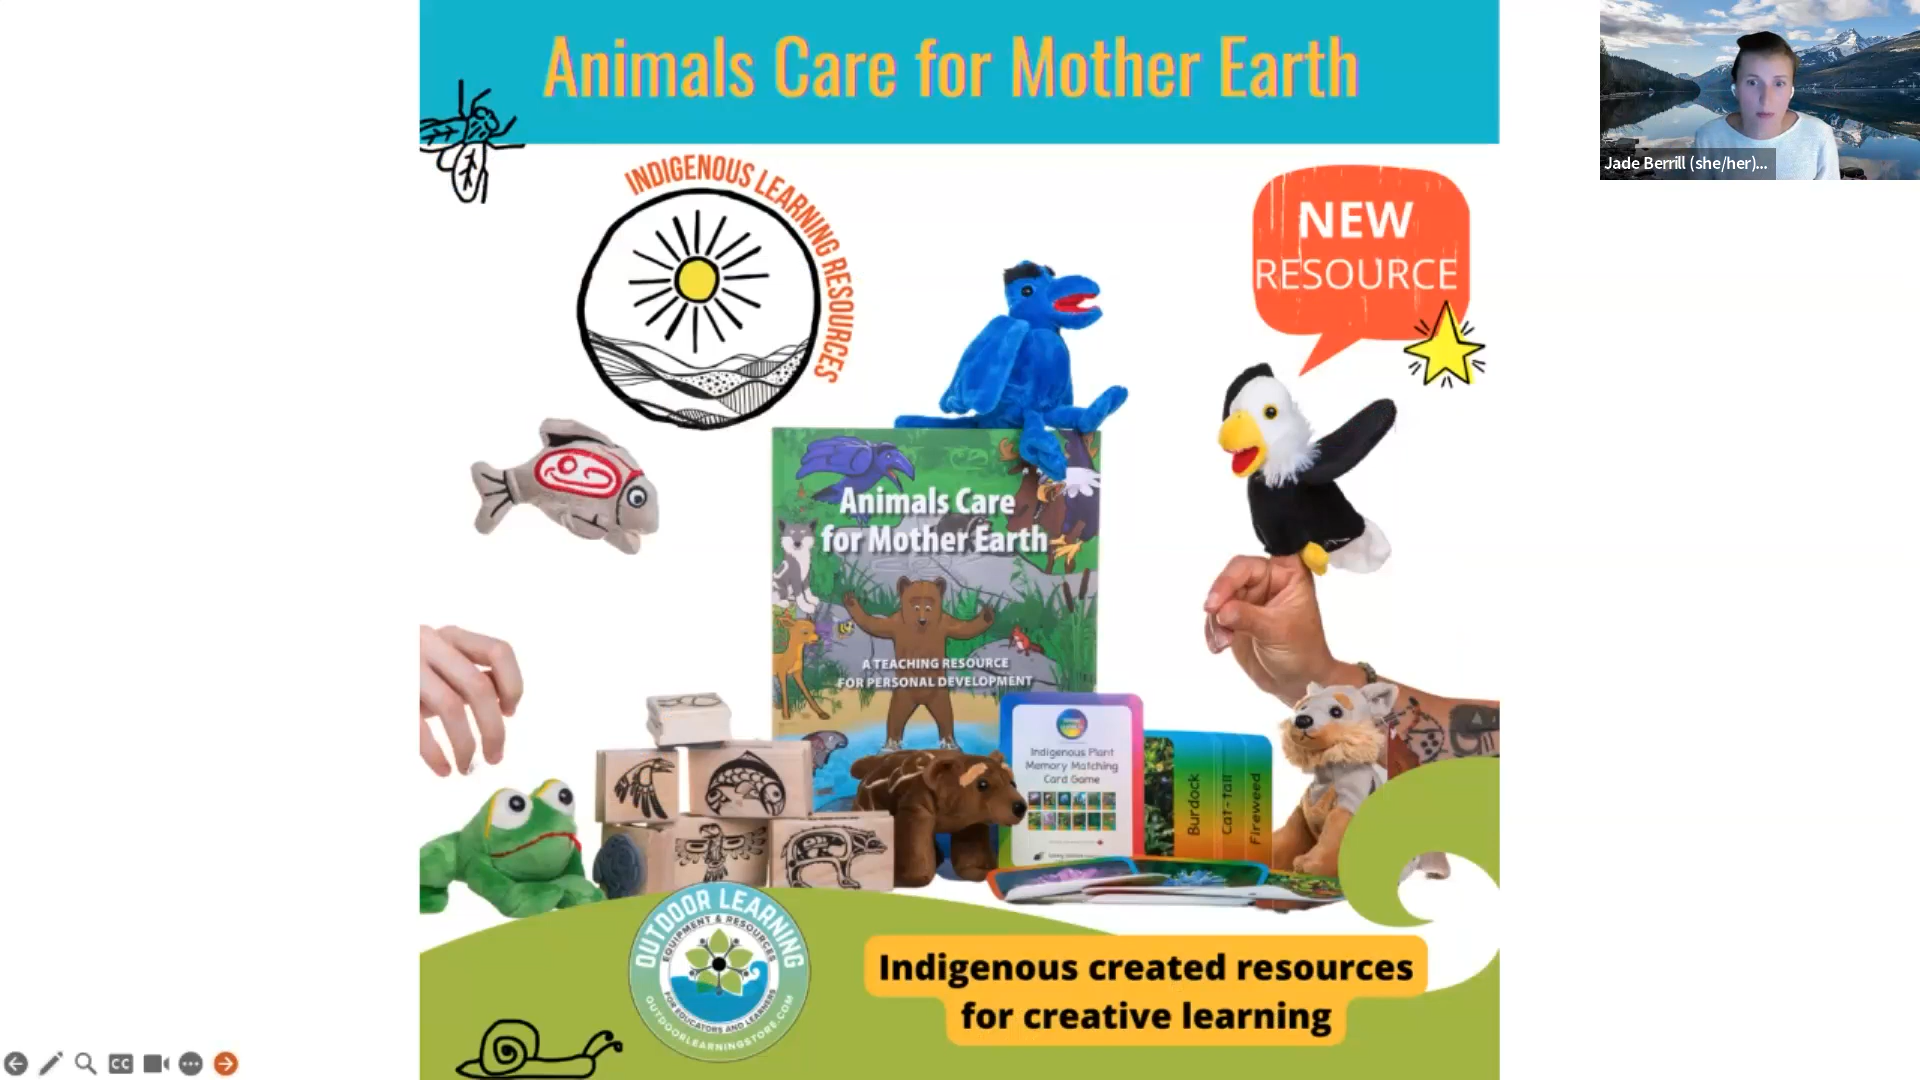 Animals Care for Mother Earth
Jade Berrill (she/her)...
INDIGENOUS LEARNING RESOURCES
NEW
RESOURCE
Animals Care
for Mother Earth
A TEACHING RESOURCE
FOR PERSONAL DEVELOPMENT
Indigenous Plant
Memory Matching
Card Game
Burdock
Cat-tail
Fireweed
OUTDOOR LEARNING
EQUIPMENT & RESOURCES
FOR EDUCATORS AND LEARNERS
OUTDOORLEARNINGSTORE.COM
Indigenous created resources
for creative learning
CC